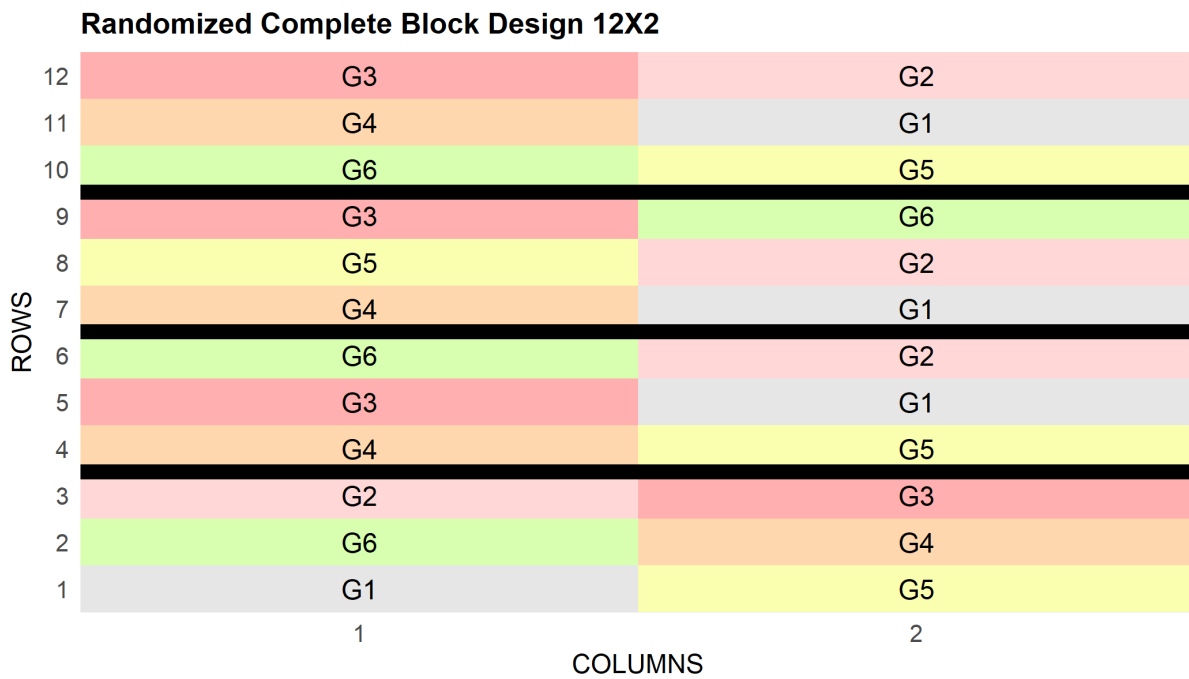 Randomized Complete Block Design 12X2
12 G3 G2
11 G4 G1
10 G6 G5
9 G3 G6
8 G5 G2
7 G4 G1
6 G6 G2
5 G3 G1
4 G4 G5
3 G2 G3
2 G6 G4
1 G1 G5
ROWS
1 2
COLUMNS